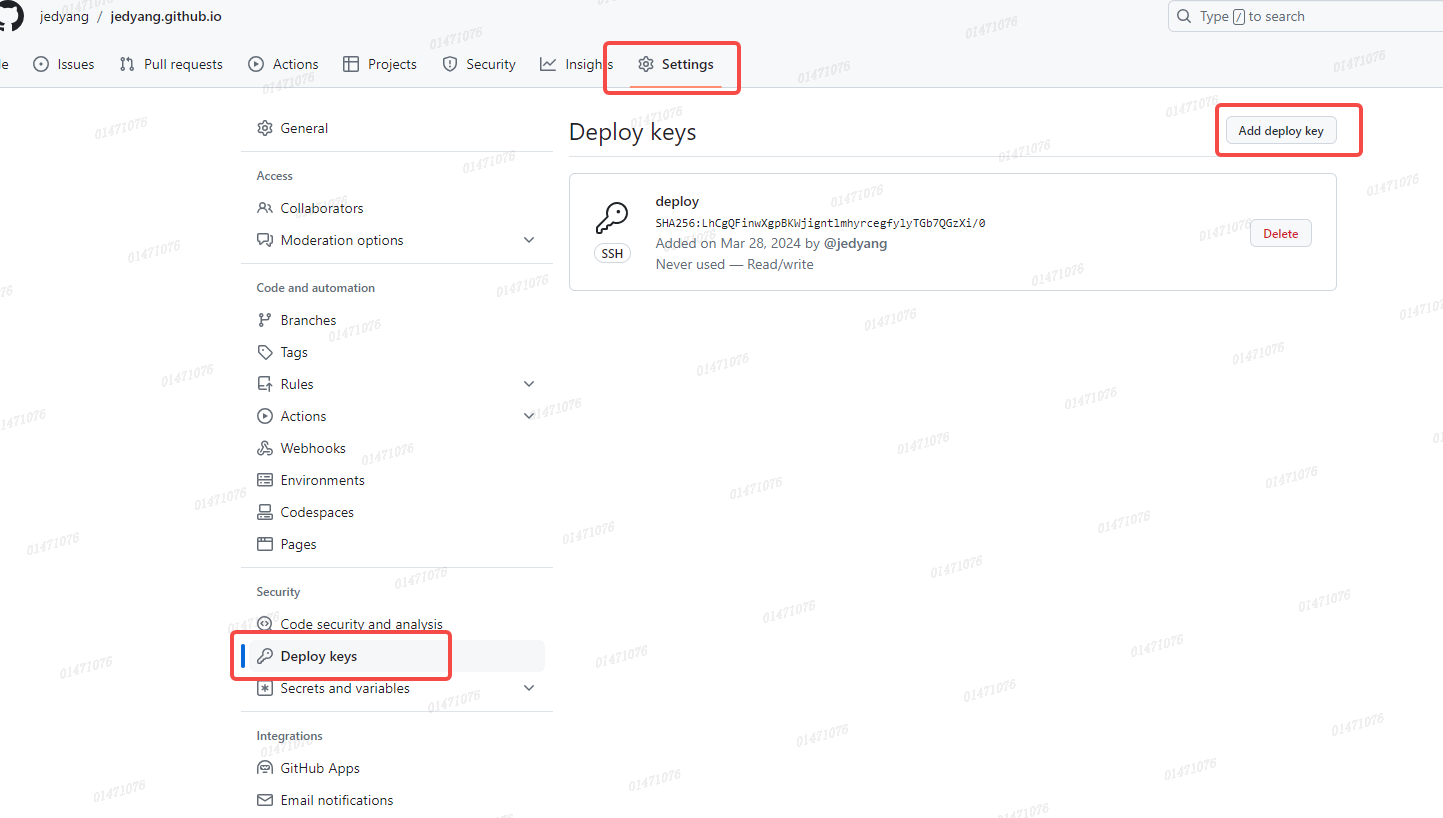 jedyang / jedyang.github.io
Type / to search
Issues Pull requests Actions Projects Security Insights Settings
General
Access
Collaborators
Moderation options
Code and automation
Branches
Tags
Rules
Actions
Webhooks
Environments
Codespaces
Pages
Security
Code security and analysis
Deploy keys
Secrets and variables
Integrations
GitHub Apps
Email notifications
Deploy keys
Add deploy key
deploy
SHA256:LhCgQFinwXgpBKWjigntlmhyrcegfylyTGb7QGzXi/0
Added on Mar 28, 2024 by @jedyang
Never used — Read/write
SSH
Delete
01471076